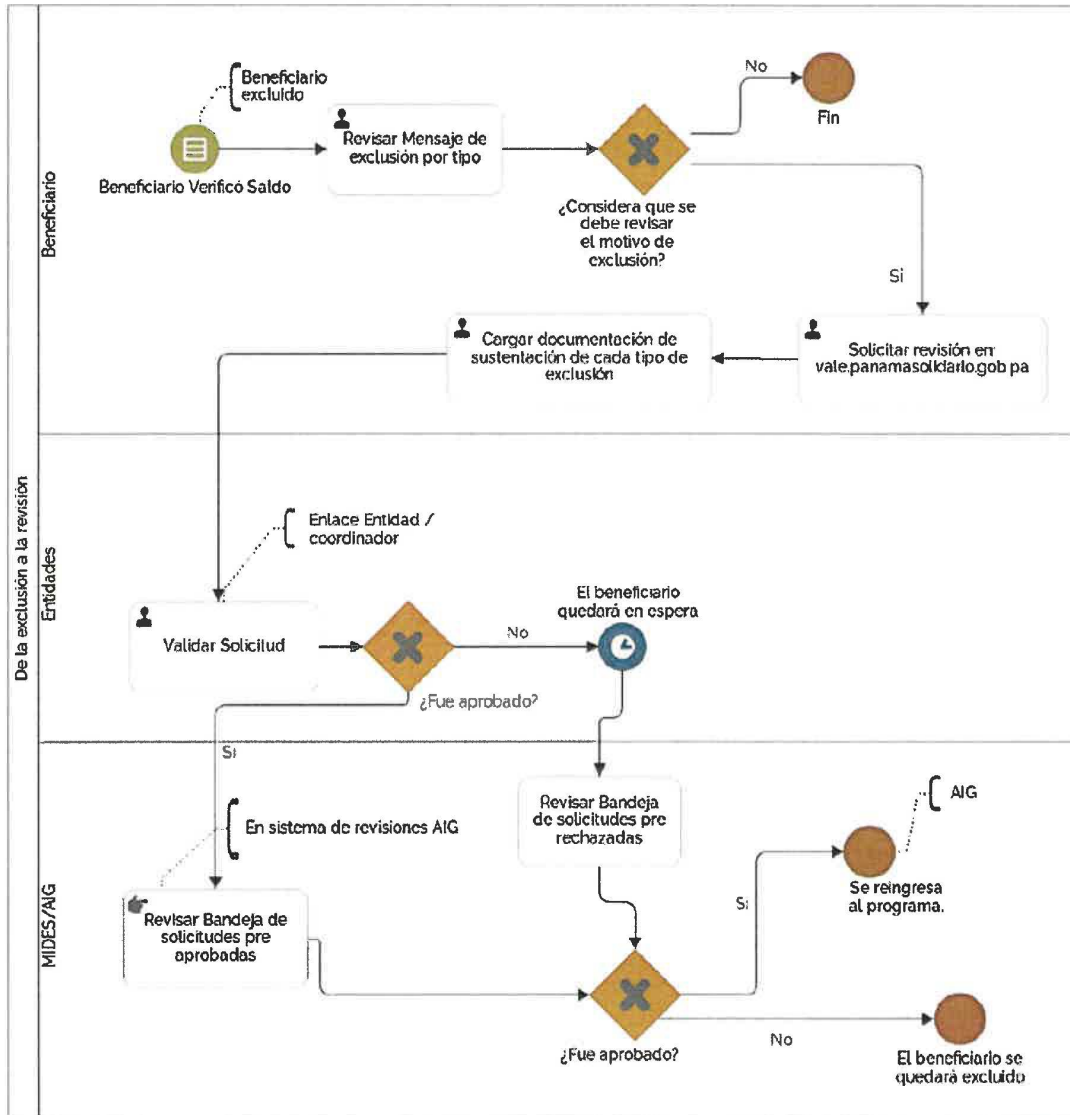 De la exclusión a la revisión
Beneficiario
Beneficiario
excluido
Beneficiario Verificó Saldo
Revisar Mensaje de
exclusión por tipo
¿Considera que se
debe revisar
el motivo de
exclusión?
No
Fin
Si
Solicitar revisión en:
vale.panamasolidario.gob pa
Cargar documentación de
sustentación de cada tipo de
exclusión
Entidades
Enlace Entidad /
coordinador
Validar Solicitud
¿Fue aprobado?
No
El beneficiario
quedará en espera
Si
MIDES/AIG
En sistema de revisiones AIG
Revisar Bandeja de
solicitudes pre
aprobadas
Revisar Bandeja
de solicitudes pre
rechazadas
¿Fue aprobado?
Si
AIG
Se reingresa
al programa.
No
El beneficiario se
quedará excluido